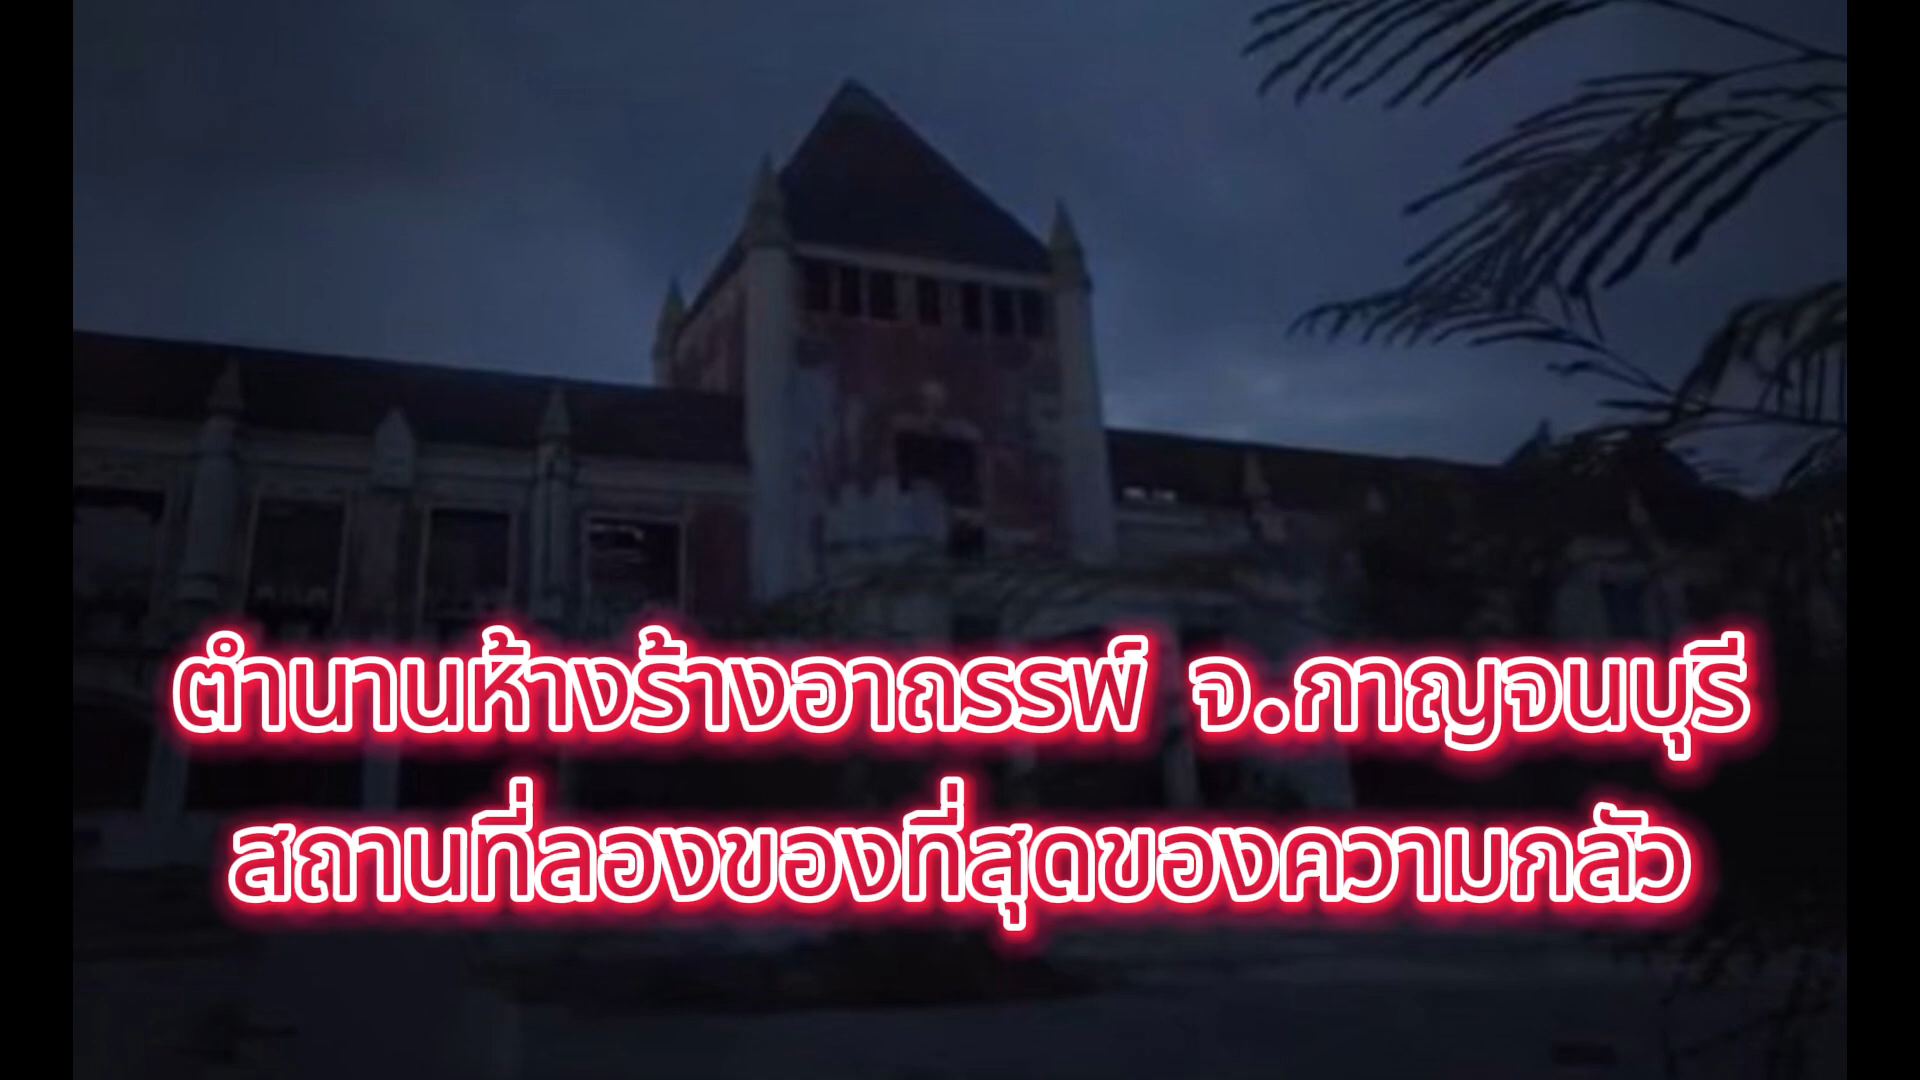 ตำนานห้างร้างอาถรรพ์ จ.กาญจนบุรี
สถานที่ลองของที่สุดของความกลัว